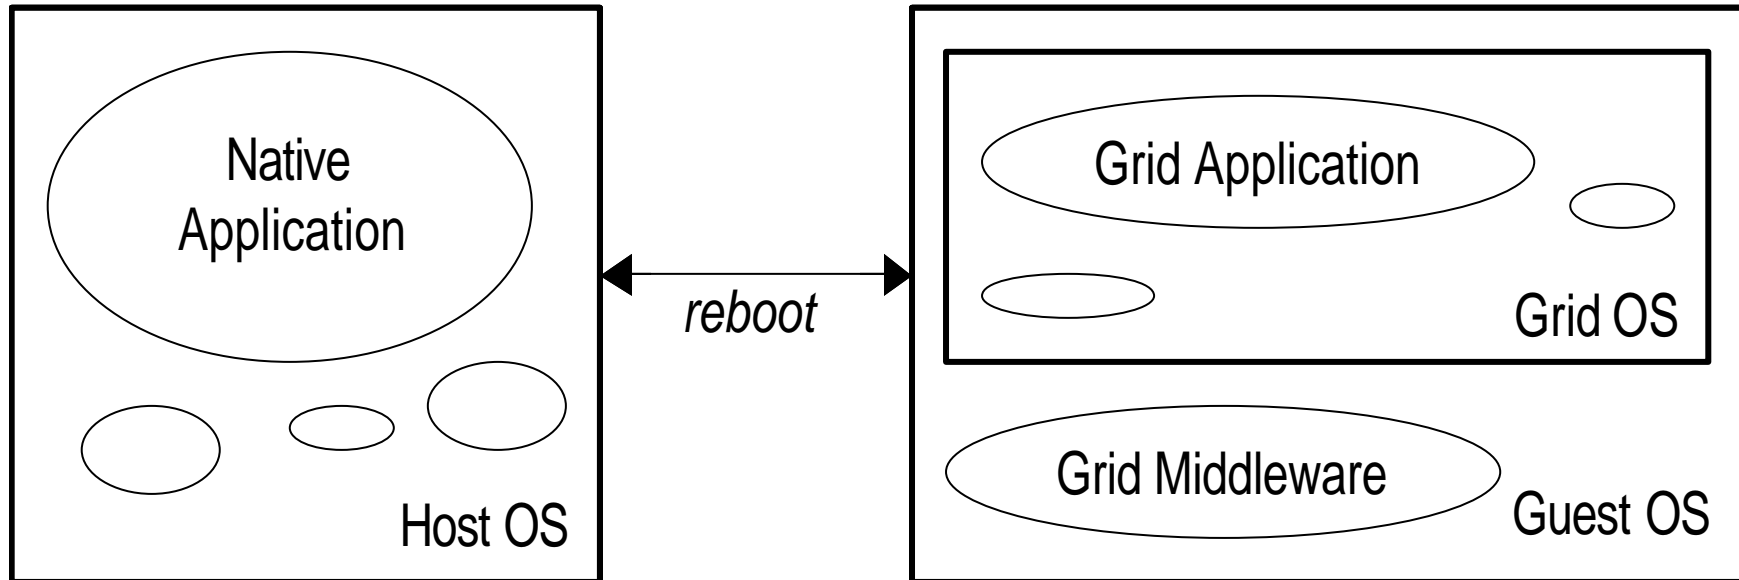 Native
Application
Host OS
reboot
Grid Application
Grid OS
Grid Middleware
Guest OS